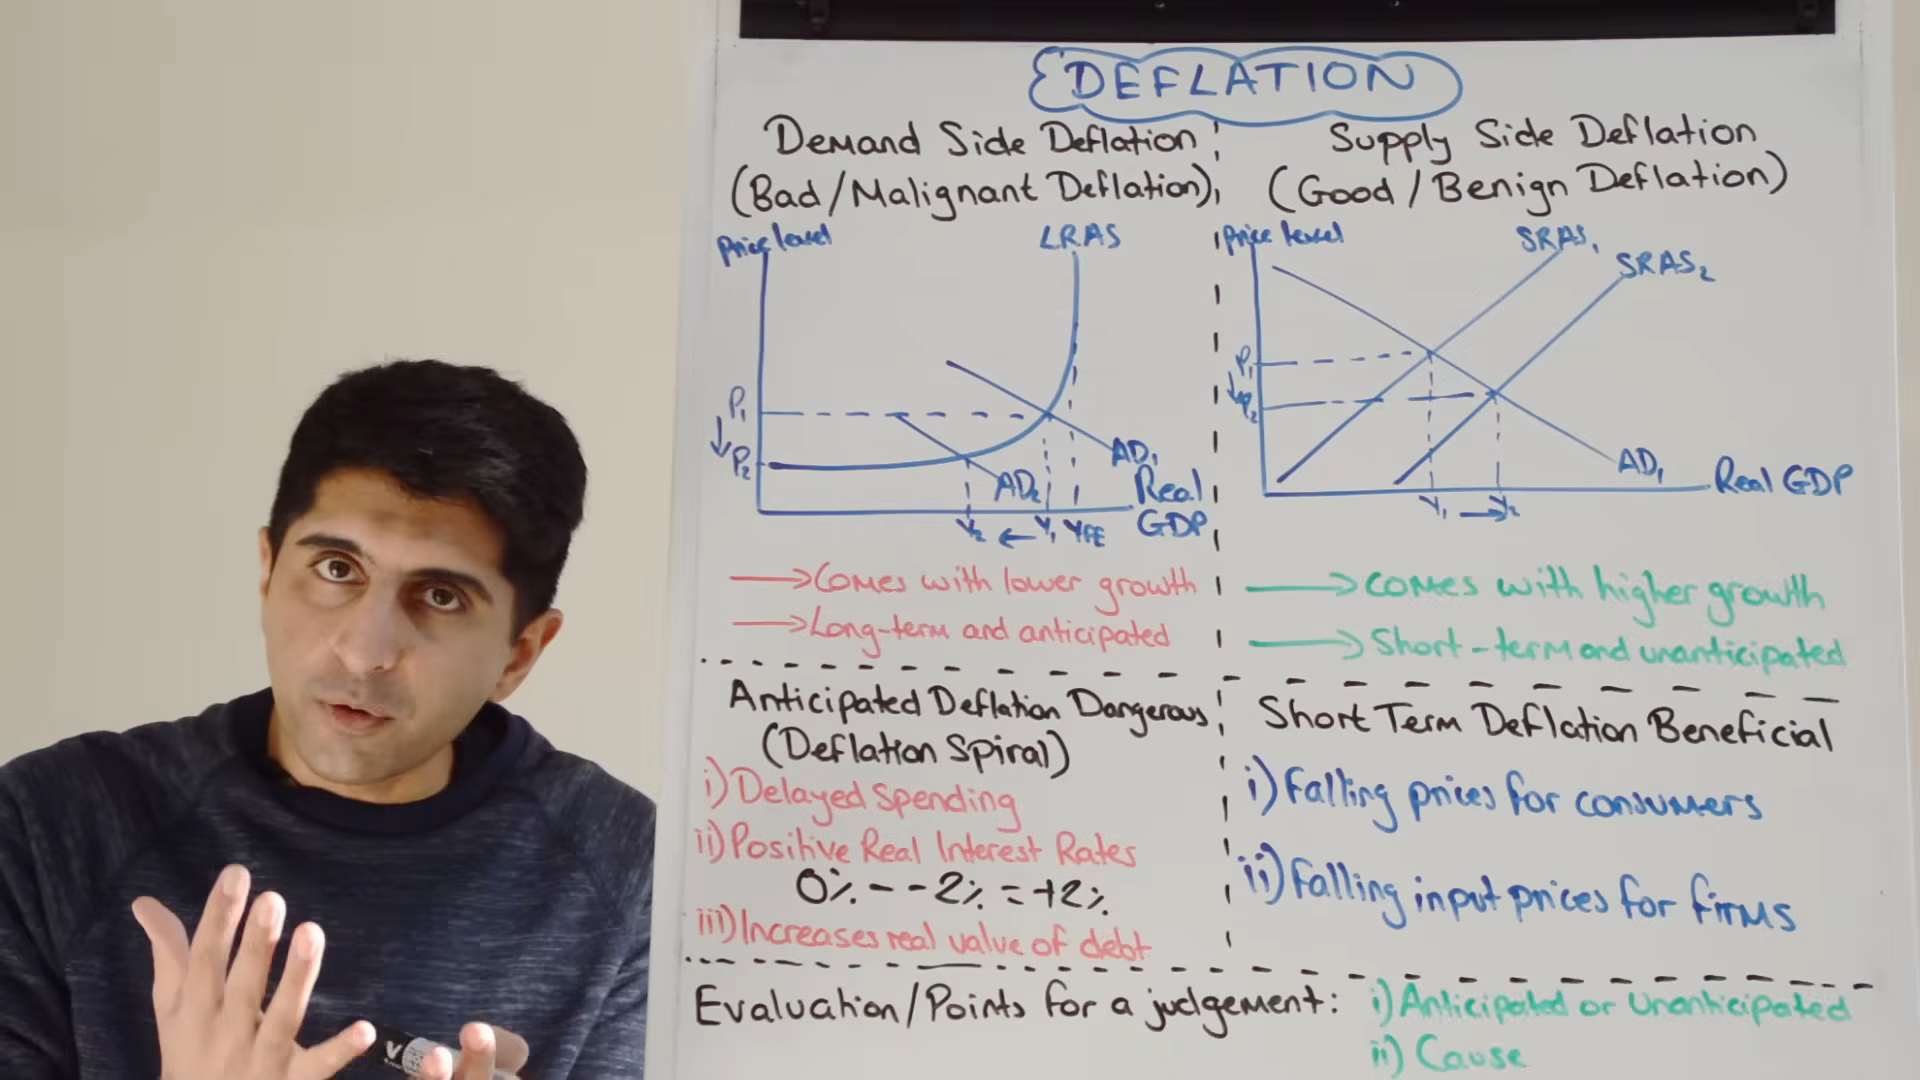 DEFLATION
Demand Side Deflation
(Bad/Malignant Deflation)
Price level
LRAS
P₁
P₂
AD₁
AD₂
Real
GDP
Y₂ ← Y₁ YFE
→ Comes with lower growth
→ Long-term and anticipated
Supply Side Deflation
(Good/Benign Deflation)
Price level
SRAS₁
SRAS₂
P₁
P₂
AD₁
Real GDP
Y₁ → Y₂
→ Comes with higher growth
→ Short-term and unanticipated
Anticipated Deflation Dangerous
(Deflation Spiral)
i) Delayed Spending
ii) Positive Real Interest Rates
0% - -2% = +2%
iii) Increases real value of debt
Short Term Deflation Beneficial
i) Falling prices for consumers
ii) Falling input prices for firms
Evaluation/Points for a judgement:
i) Anticipated or Unanticipated
ii) Cause